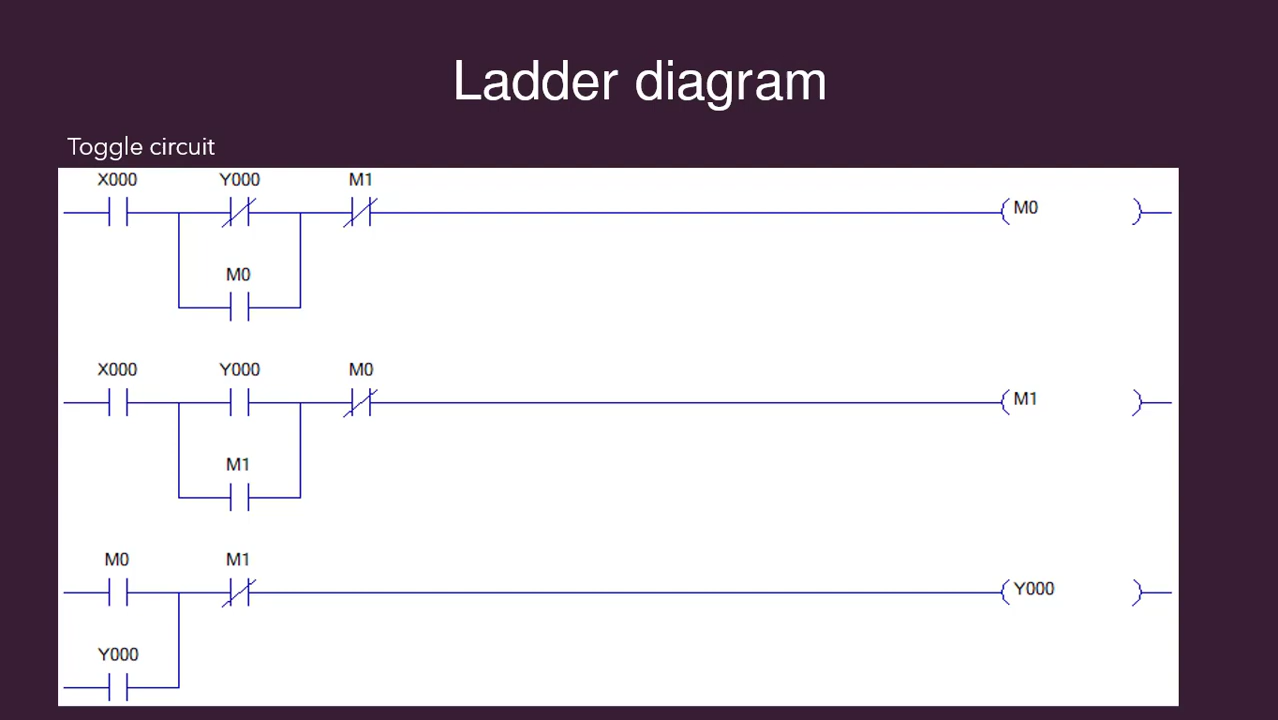 Ladder diagram
Toggle circuit
X000 Y000 M1
M0
M0
X000 Y000 M0
M1
M1
M0 M1
Y000
Y000